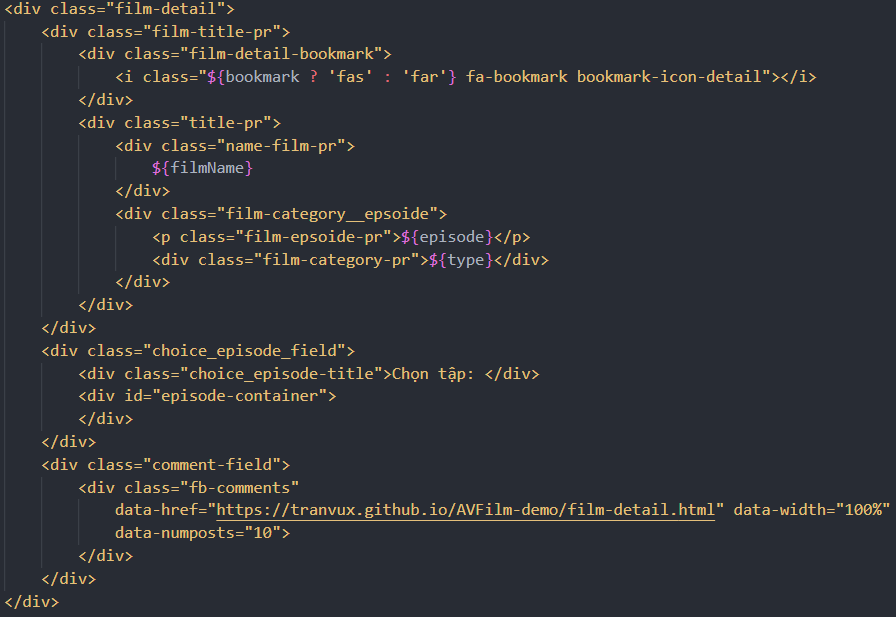 <div class="film-detail">
    <div class="film-title-pr">
        <div class="film-detail-bookmark">
            <i class="${bookmark ? 'fas' : 'far'} fa-bookmark bookmark-icon-detail"></i>
        </div>
        <div class="title-pr">
            <div class="name-film-pr">
                ${filmName}
            </div>
            <div class="film-category__epsoide">
                <p class="film-epsoide-pr">${episode}</p>
                <div class="film-category-pr">${type}</div>
            </div>
        </div>
    </div>
    <div class="choice_episode_field">
        <div class="choice_episode-title">Chọn tập: </div>
        <div id="episode-container">
        </div>
    </div>
    <div class="comment-field">
        <div class="fb-comments"
            data-href="https://tranvux.github.io/AVFilm-demo/film-detail.html" data-width="100%"
            data-numposts="10">
        </div>
    </div>
</div>